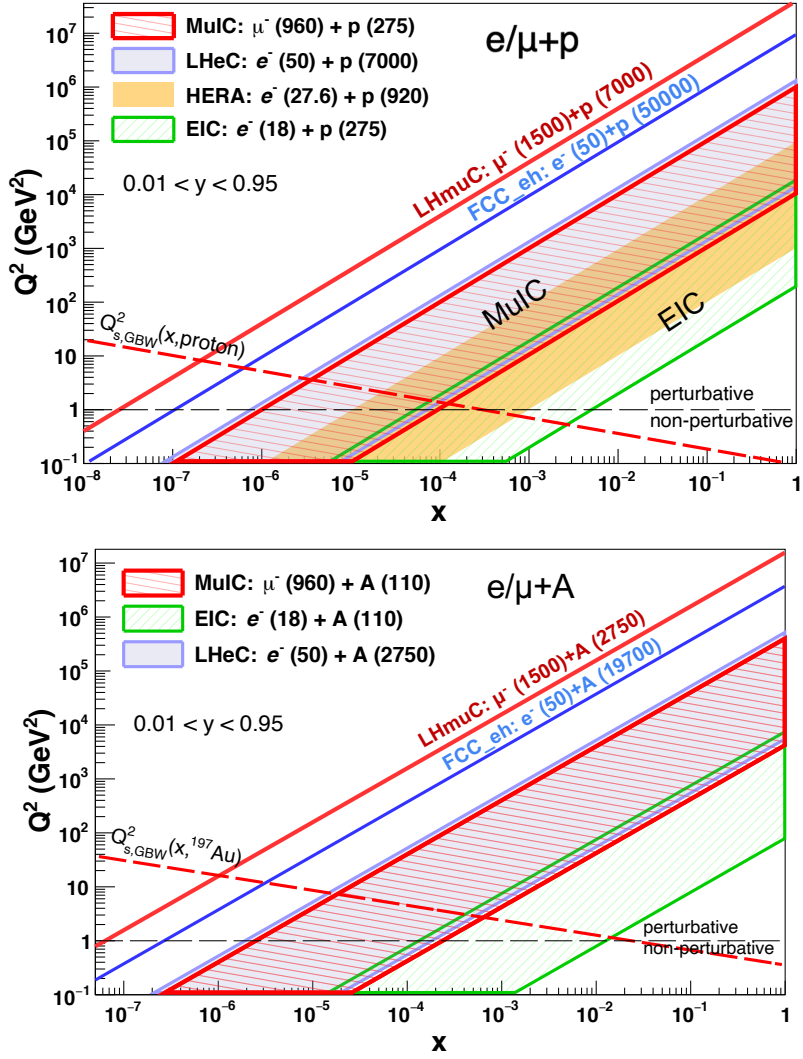 MuIC: μ⁻ (960) + p (275)
LHeC: e⁻ (50) + p (7000)
HERA: e⁻ (27.6) + p (920)
EIC: e⁻ (18) + p (275)
e/μ+p
0.01 < y < 0.95
LHmuC: μ⁻ (1500)+p (7000)
FCC_eh: e⁻ (50)+p (50000)
MuIC
EIC
Q²s,GBW(x,proton)
perturbative
non-perturbative
Q² (GeV²)
10⁷
10⁶
10⁵
10⁴
10³
10²
10
1
10⁻¹
10⁻⁸ 10⁻⁷ 10⁻⁶ 10⁻⁵ 10⁻⁴ 10⁻³ 10⁻² 10⁻¹ 1
x
MuIC: μ⁻ (960) + A (110)
EIC: e⁻ (18) + A (110)
LHeC: e⁻ (50) + A (2750)
e/μ+A
0.01 < y < 0.95
LHmuC: μ⁻ (1500)+A (2750)
FCC_eh: e⁻ (50)+A (19700)
Q²s,GBW(x,¹⁹⁷Au)
perturbative
non-perturbative
Q² (GeV²)
10⁷
10⁶
10⁵
10⁴
10³
10²
10
1
10⁻¹
10⁻⁷ 10⁻⁶ 10⁻⁵ 10⁻⁴ 10⁻³ 10⁻² 10⁻¹ 1
x